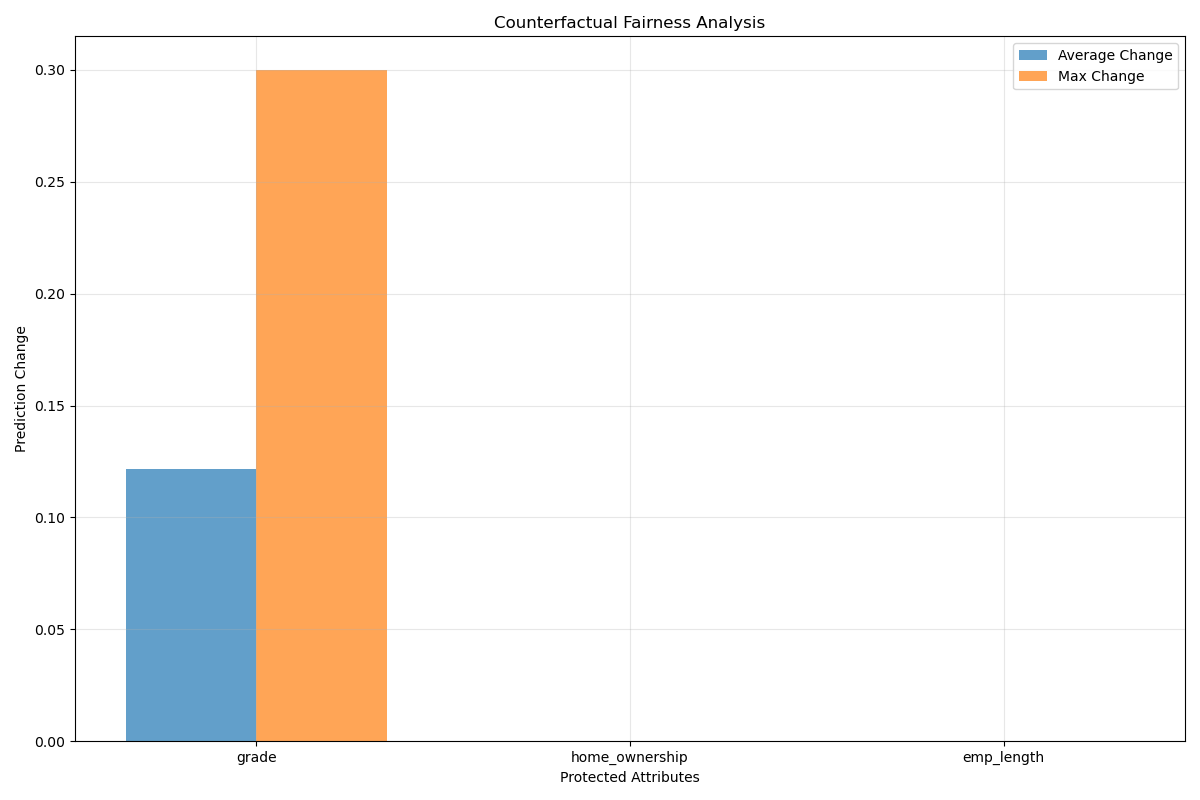 Counterfactual Fairness Analysis
Average Change
Max Change
0.30
0.25
0.20
0.15
0.10
0.05
0.00
Prediction Change
grade home_ownership emp_length
Protected Attributes